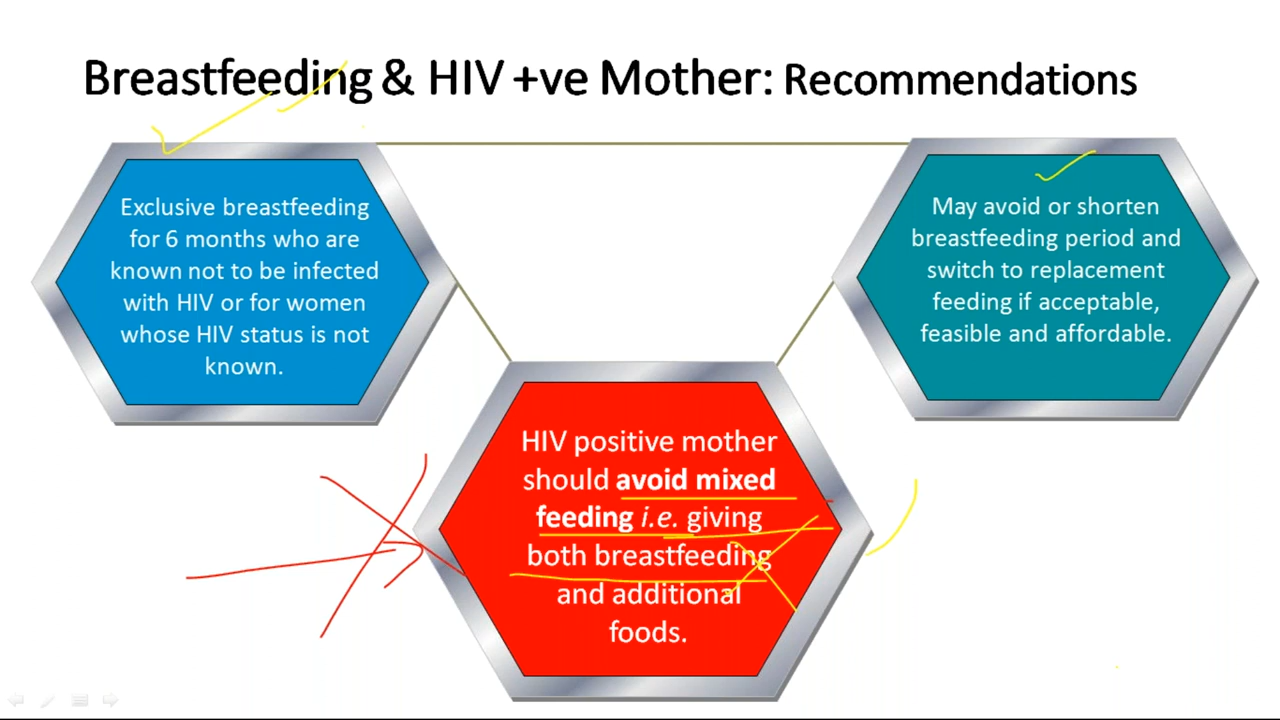 Breastfeeding & HIV +ve Mother: Recommendations
Exclusive breastfeeding
for 6 months who are
known not to be infected
with HIV or for women
whose HIV status is not
known.
May avoid or shorten
breastfeeding period and
switch to replacement
feeding if acceptable,
feasible and affordable.
HIV positive mother
should avoid mixed
feeding i.e. giving
both breastfeeding
and additional
foods.